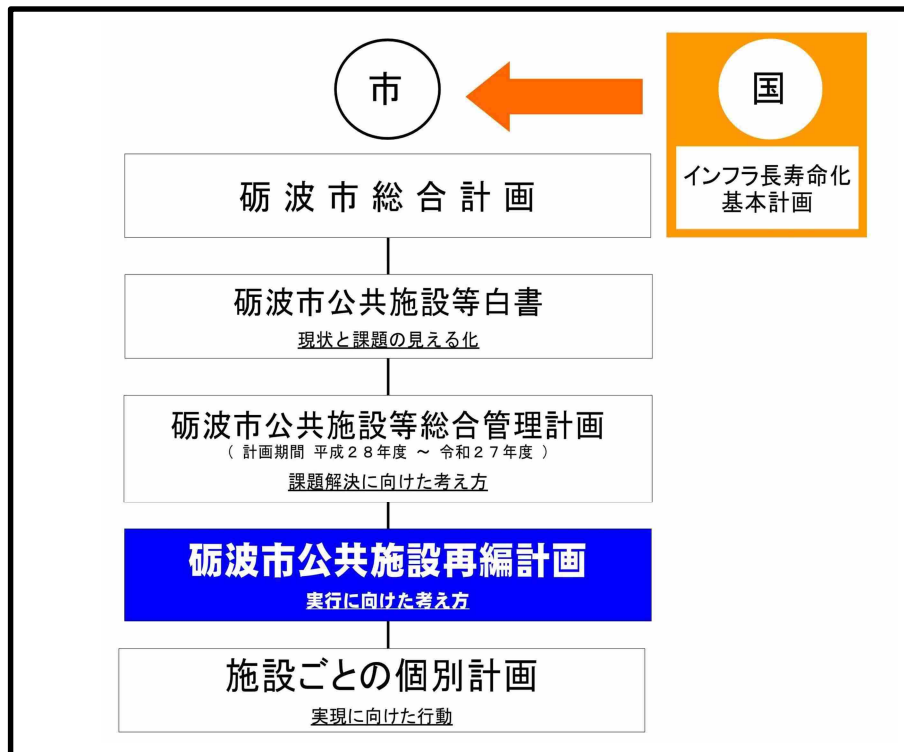 市
国
インフラ長寿命化
基本計画
砺波市総合計画
砺波市公共施設等白書
現状と課題の見える化
砺波市公共施設等総合管理計画
（ 計画期間 平成２８年度 ～ 令和２７年度 ）
課題解決に向けた考え方
砺波市公共施設再編計画
実行に向けた考え方
施設ごとの個別計画
実現に向けた行動